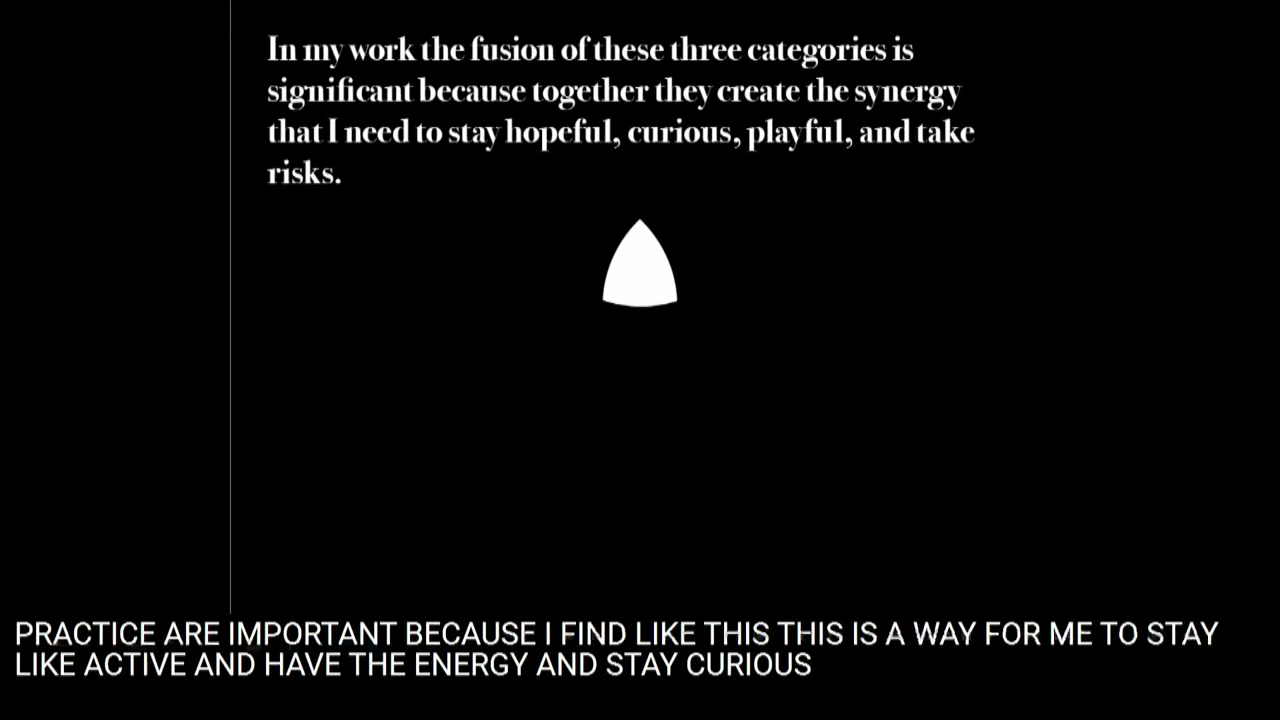 In my work the fusion of these three categories is
significant because together they create the synergy
that I need to stay hopeful, curious, playful, and take
risks.
PRACTICE ARE IMPORTANT BECAUSE I FIND LIKE THIS THIS IS A WAY FOR ME TO STAY
LIKE ACTIVE AND HAVE THE ENERGY AND STAY CURIOUS